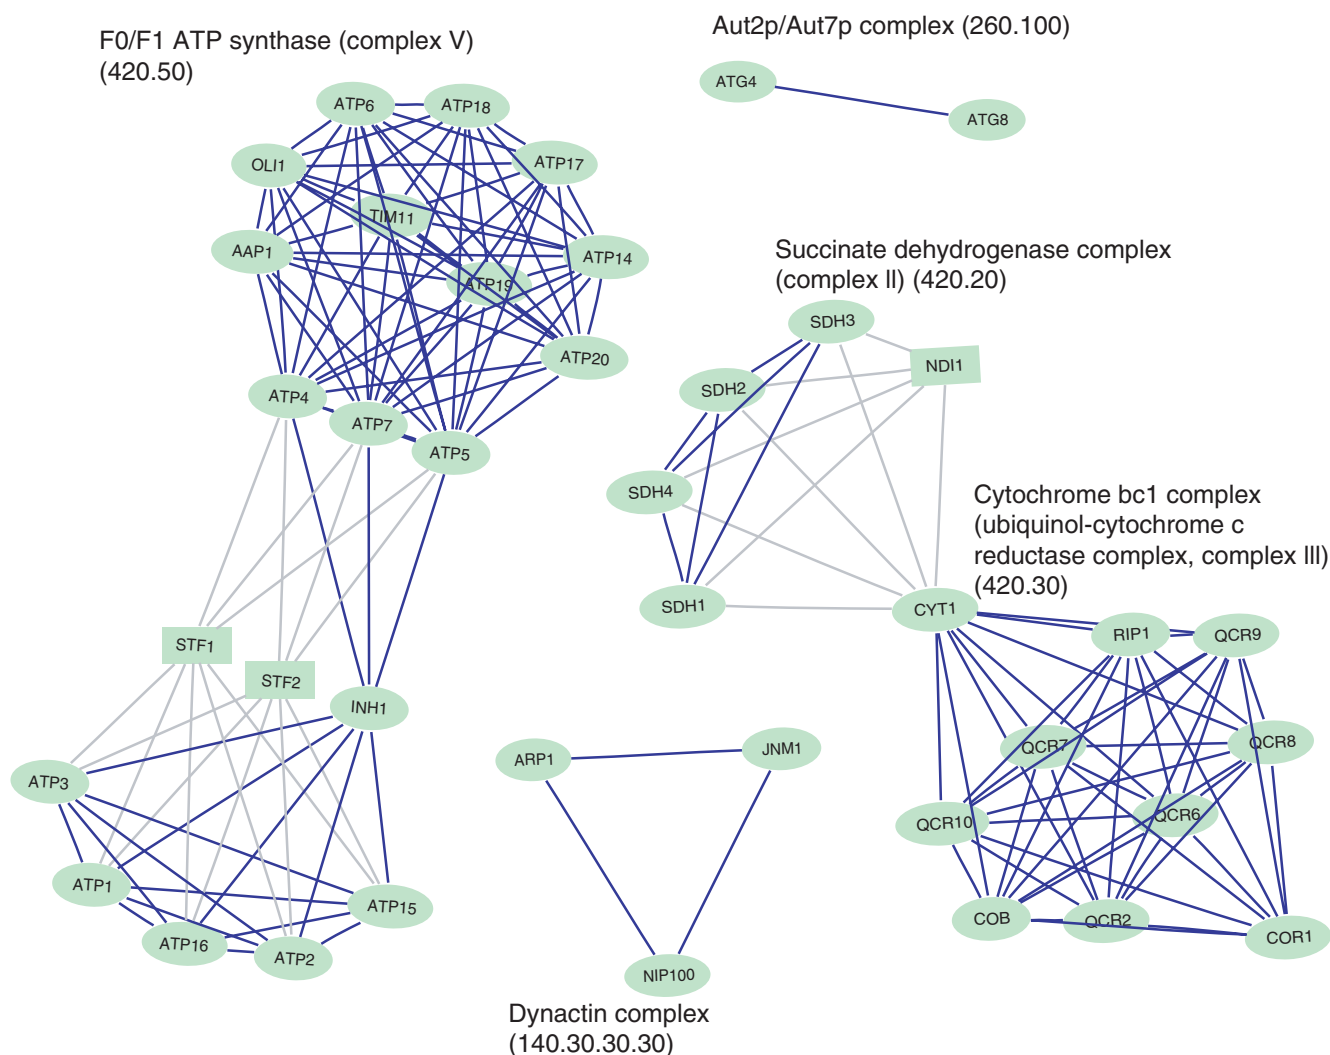 F0/F1 ATP synthase (complex V)
(420.50)
Aut2p/Aut7p complex (260.100)
ATG4
ATG8
ATP6
ATP18
OLI1
ATP17
TIM11
AAP1
ATP14
ATP19
ATP20
ATP4
ATP7
ATP5
Succinate dehydrogenase complex
(complex II) (420.20)
SDH3
NDI1
SDH2
SDH4
SDH1
Cytochrome bc1 complex
(ubiquinol-cytochrome c
reductase complex, complex III)
(420.30)
CYT1
RIP1
QCR9
QCR7
QCR8
QCR10
QCR6
COB
QCR2
COR1
STF1
STF2
INH1
ATP3
ATP1
ATP15
ATP16
ATP2
ARP1
JNM1
NIP100
Dynactin complex
(140.30.30.30)